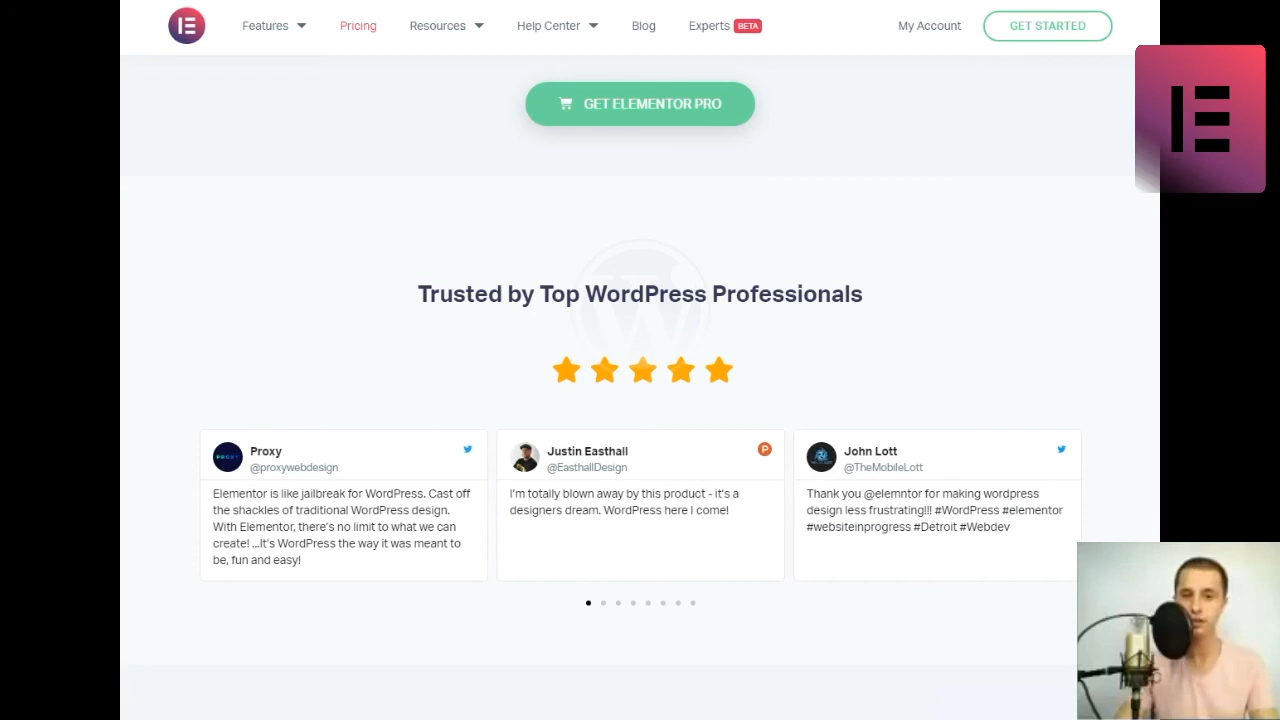 Features
Pricing
Resources
Help Center
Blog
Experts BETA
My Account
GET STARTED
GET ELEMENTOR PRO
Trusted by Top WordPress Professionals
Proxy
@proxywebdesign
Elementor is like jailbreak for WordPress. Cast off
the shackles of traditional WordPress design.
With Elementor, there's no limit to what we can
create! ...It's WordPress the way it was meant to
be, fun and easy!
Justin Easthall
@EasthallDesign
I'm totally blown away by this product - it's a
designers dream. WordPress here I come!
John Lott
@TheMobileLott
Thank you @elemntor for making wordpress
design less frustrating!!! #WordPress #elementor
#websiteinprogress #Detroit #Webdev